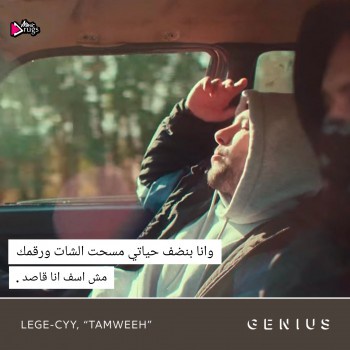 Music
Drugs
وانا بنضف حياتي مسحت الشات ورقمك
مش اسف انا قاصد .
LEGE-CYY, “TAMWEEH”
GENIUS